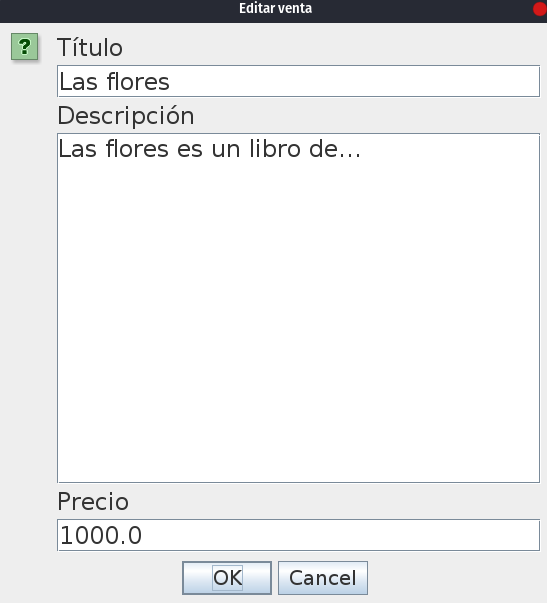 Editar venta
?
Título
Las flores
Descripción
Las flores es un libro de...
Precio
1000.0
OK Cancel